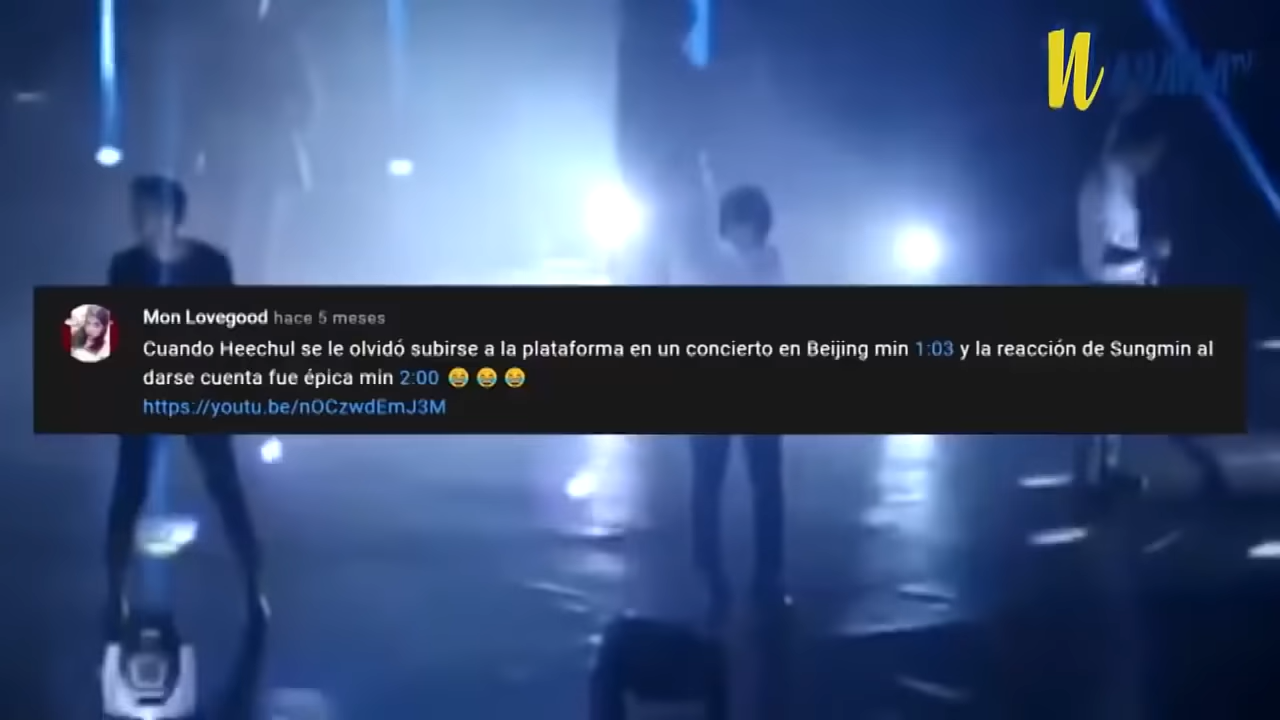 Mon Lovegood hace 5 meses
Cuando Heechul se le olvidó subirse a la plataforma en un concierto en Beijing min 1:03 y la reacción de Sungmin al
darse cuenta fue épica min 2:00 😂 😂 😂
https://youtu.be/nOCzwdEmJ3M